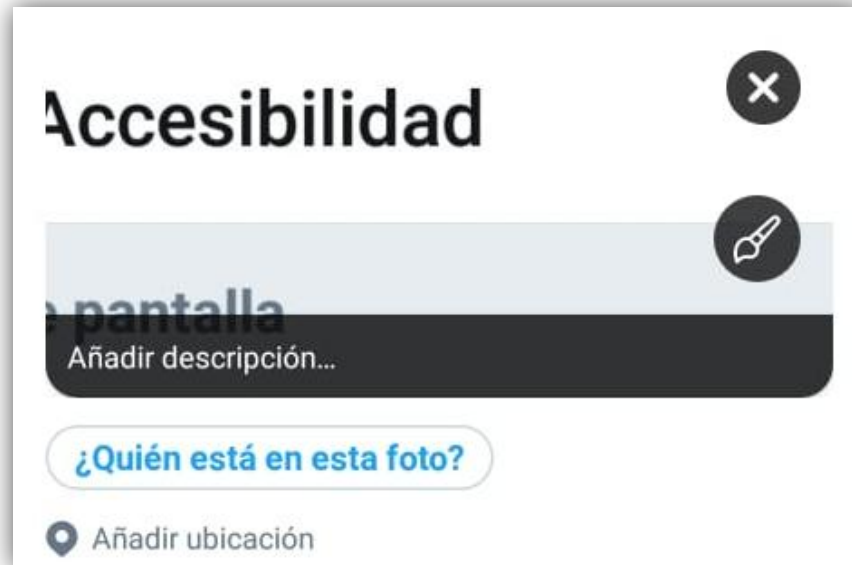 Accesibilidad
e pantalla
Añadir descripción...
¿Quién está en esta foto?
Añadir ubicación